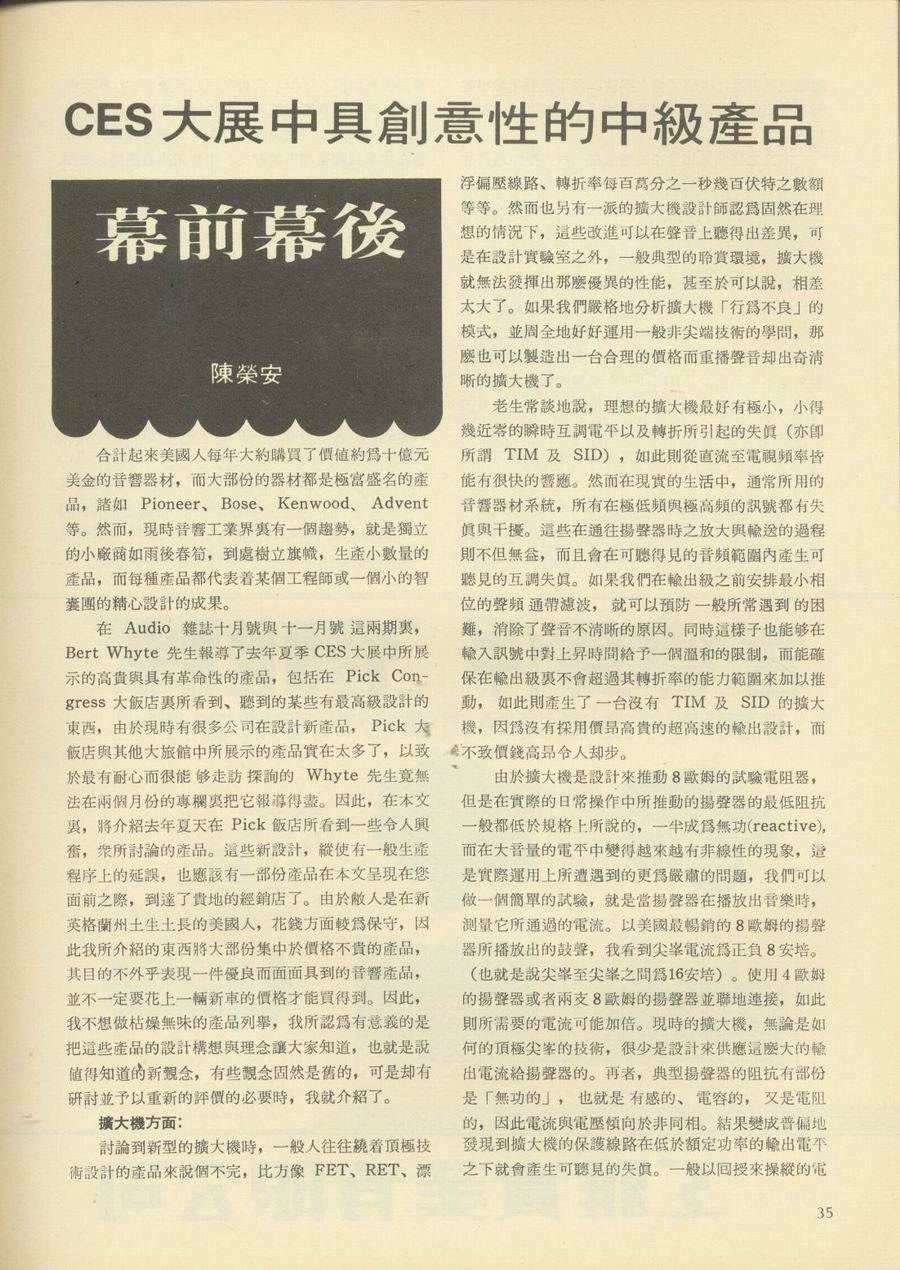 CES大展中具創意性的中級產品
幕前幕後
陳榮安
合計起來美國人每年大約購買了價值約爲十億元
美金的音響器材，而大部份的器材都是極富盛名的產
品，諸如 Pioneer、Bose、Kenwood、Advent
等。然而，現時音響工業界裏有一個趨勢，就是獨立
的小廠商如雨後春筍，到處樹立旗幟，生產小數量的
產品，而每種產品都代表着某個工程師或一個小的智
囊團的精心設計的成果。
在 Audio 雜誌十月號與十一月號這兩期裏，
Bert Whyte 先生報導了去年夏季 CES 大展中所展
示的高貴與具有革命性的產品，包括在 Pick Con-
gress 大飯店裏所看到、聽到的某些有最高級設計的
東西，由於現時有很多公司在設計新產品， Pick 大
飯店與其他大旅館中所展示的產品實在太多了，以致
於最有耐心而很能够走訪探詢的 Whyte 先生竟無
法在兩個月份的專欄裏把它報導得盡。因此，在本文
裏，將介紹去年夏天在 Pick 飯店所看到一些令人興
奮，衆所討論的產品。這些新設計，縱使有一般生產
程序上的延誤，也應該有一部份產品在本文呈現在您
面前之際，到達了貴地的經銷店了。由於敝人是在新
英格蘭州土生土長的美國人，花錢方面較爲保守，因
此我所介紹的東西將大部份集中於價格不貴的產品，
其目的不外乎表現一件優良而面面具到的音響產品，
並不一定要花上一輛新車的價格才能買得到。因此，
我不想做枯燥無味的產品列舉，我所認爲有意義的是
把這些產品的設計構想與理念讓大家知道，也就是說
値得知道的新觀念，有些觀念固然是舊的，可是却有
研討並予以重新的評價的必要時，我就介紹了。
擴大機方面：
討論到新型的擴大機時，一般人往往繞着頂極技
術設計的產品來說個不完，比方像 FET、RET、漂
浮偏壓線路、轉折率每百萬分之一秒幾百伏特之數額
等等。然而也另有一派的擴大機設計師認爲固然在理
想的情況下，這些改進可以在聲音上聽得出差異，可
是在設計實驗室之外，一般典型的聆賞環境，擴大機
就無法發揮出那麼優異的性能，甚至於可以說，相差
太大了。如果我們嚴格地分析擴大機「行爲不良」的
模式，並周全地好好運用一般非尖端技術的學問，那
麼也可以製造出一台合理的價格而重播聲音却出奇清
晰的擴大機了。
老生常談地說，理想的擴大機最好有極小，小得
幾近零的瞬時互調電平以及轉折所引起的失眞（亦卽
所謂 TIM 及 SID），如此則從直流至電視頻率皆
能有很快的響應。然而在現實的生活中，通常所用的
音響器材系統，所有在極低頻與極高頻的訊號都有失
眞與干擾。這些在通往揚聲器時之放大與輸送的過程
則不但無益，而且會在可聽得見的音頻範圍內產生可
聽見的互調失眞。如果我們在輸出級之前安排最小相
位的聲頻通帶濾波，就可以預防一般所常遇到的困
難，消除了聲音不清晰的原因。同時這樣子也能够在
輸入訊號中對上昇時間給予一個溫和的限制，而能確
保在輸出級裏不會超過其轉折率的能力範圍來加以推
動，如此則產生了一台沒有 TIM 及 SID 的擴大
機，因爲沒有採用價昂高貴的超高速的輸出設計，而
不致價錢高昂令人却步。
由於擴大機是設計來推動８歐姆的試驗電阻器，
但是在實際的日常操作中所推動的揚聲器的最低阻抗
一般都低於規格上所說的，一半成爲無功(reactive),
而在大音量的電平中變得越來越有非線性的現象，這
是實際運用上所遭遇到的更爲嚴肅的問題，我們可以
做一個簡單的試驗，就是當揚聲器在播放出音樂時，
測量它所通過的電流。以美國最暢銷的８歐姆的揚聲
器所播放出的鼓聲，我看到尖峯電流爲正負８安培。
（也就是說尖峯至尖峯之間爲16安培）。使用４歐姆
的揚聲器或者兩支８歐姆的揚聲器並聯地連接，如此
則所需要的電流可能加倍。現時的擴大機，無論是如
何的頂極尖峯的技術，很少是設計來供應這麼大的輸
出電流給揚聲器的。再者，典型揚聲器的阻抗有部份
是「無功的」，也就是有感的、電容的，又是電阻
的，因此電流與電壓傾向於非同相。結果變成普偏地
發現到擴大機的保護線路在低於額定功率的輸出電平
之下就會產生可聽見的失眞。一般以回授來操縱的電
35